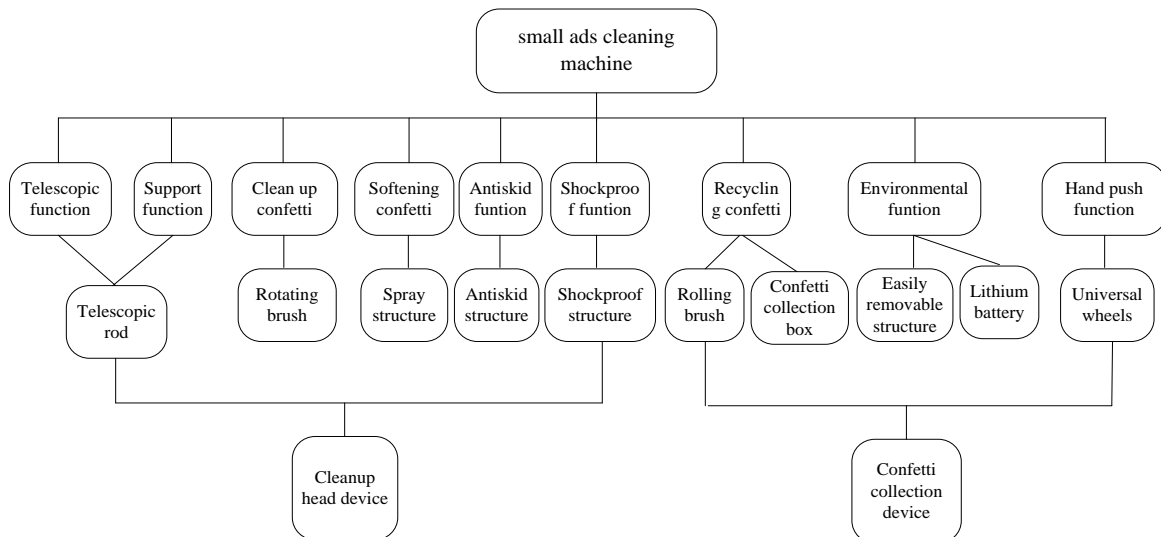 small ads cleaning
machine
Telescopic
function
Support
function
Clean up
confetti
Softening
confetti
Antiskid
funtion
Shockproo
f funtion
Recyclin
g confetti
Environmental
funtion
Hand push
function
Telescopic
rod
Rotating
brush
Spray
structure
Antiskid
structure
Shockproof
structure
Rolling
brush
Confetti
collection
box
Easily
removable
structure
Lithium
battery
Universal
wheels
Cleanup
head device
Confetti
collection
device